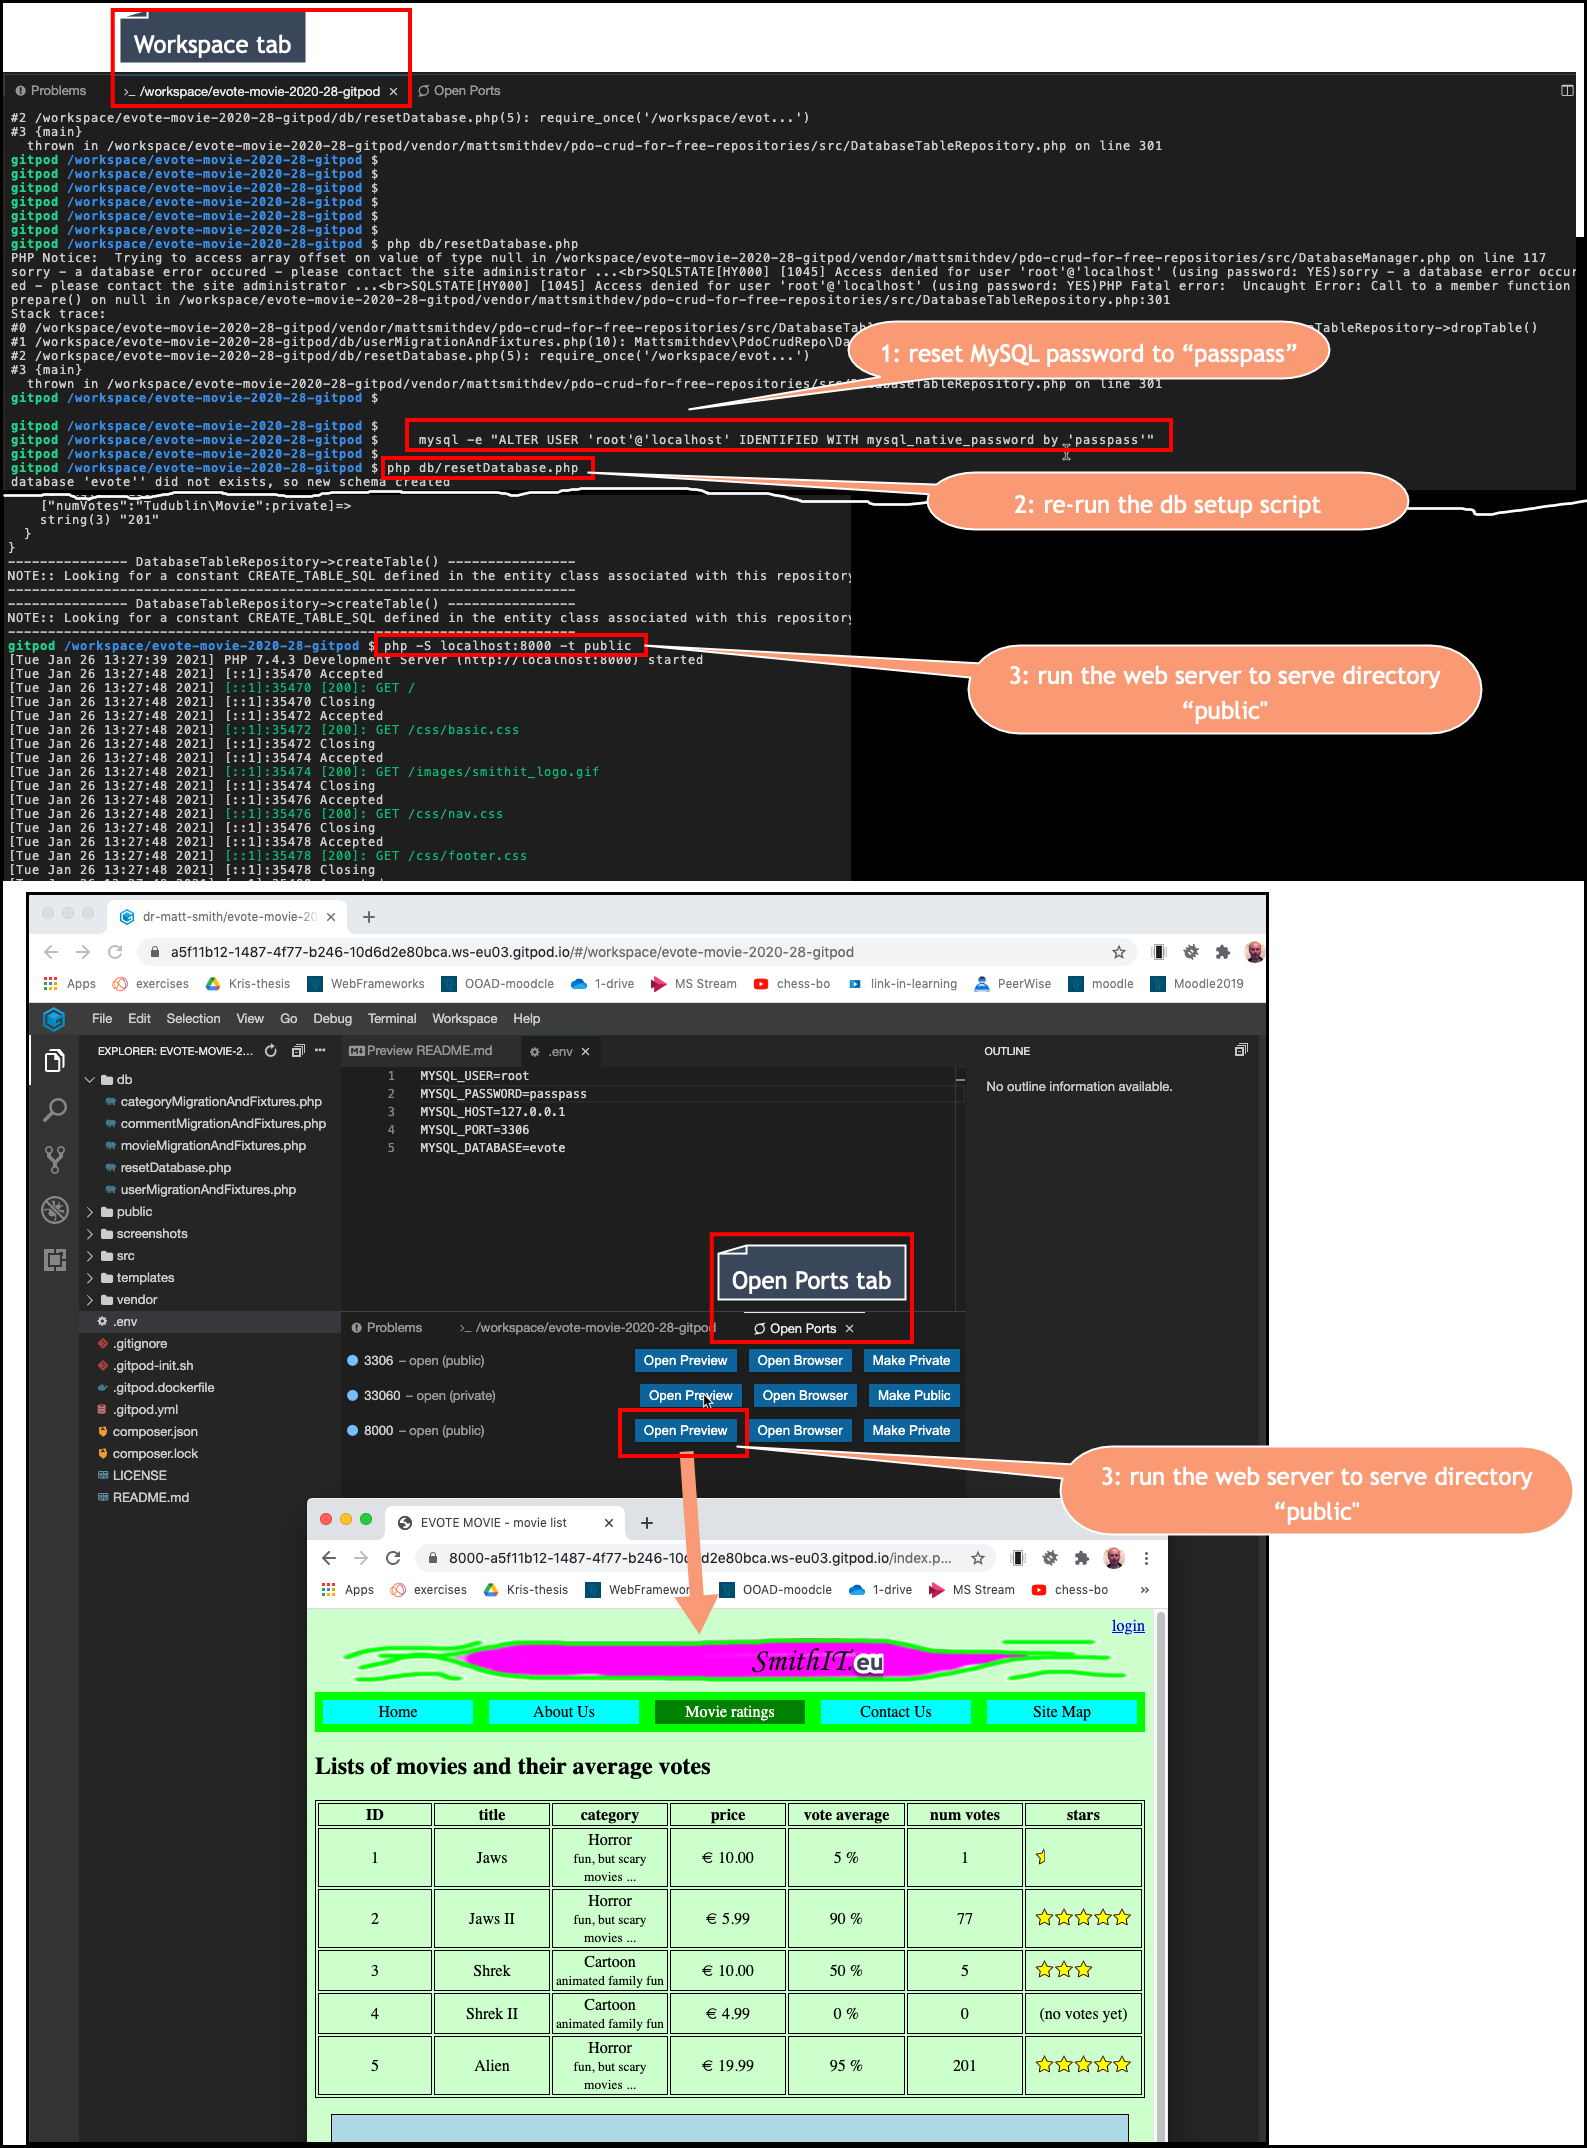 Workspace tab
Problems
>_ /workspace/evote-movie-2020-28-gitpod ×
Open Ports
#2 /workspace/evote-movie-2020-28-gitpod/db/resetDatabase.php(5): require_once('/workspace/evot...')
#3 {main}
thrown in /workspace/evote-movie-2020-28-gitpod/vendor/mattsmithdev/pdo-crud-for-free-repositories/src/DatabaseTableRepository.php on line 301
gitpod /workspace/evote-movie-2020-28-gitpod $
gitpod /workspace/evote-movie-2020-28-gitpod $
gitpod /workspace/evote-movie-2020-28-gitpod $
gitpod /workspace/evote-movie-2020-28-gitpod $
gitpod /workspace/evote-movie-2020-28-gitpod $
gitpod /workspace/evote-movie-2020-28-gitpod $
gitpod /workspace/evote-movie-2020-28-gitpod $ php db/resetDatabase.php
PHP Notice:  Trying to access array offset on value of type null in /workspace/evote-movie-2020-28-gitpod/vendor/mattsmithdev/pdo-crud-for-free-repositories/src/DatabaseManager.php on line 117
sorry - a database error occured - please contact the site administrator ...<br>SQLSTATE[HY000] [1045] Access denied for user 'root'@'localhost' (using password: YES)sorry - a database error occur
ed - please contact the site administrator ...<br>SQLSTATE[HY000] [1045] Access denied for user 'root'@'localhost' (using password: YES)PHP Fatal error:  Uncaught Error: Call to a member function
prepare() on null in /workspace/evote-movie-2020-28-gitpod/vendor/mattsmithdev/pdo-crud-for-free-repositories/src/DatabaseTableRepository.php:301
Stack trace:
#0 /workspace/evote-movie-2020-28-gitpod/vendor/mattsmithdev/pdo-crud-for-free-repositories/src/DatabaseTabl eTableRepository->dropTable()
#1 /workspace/evote-movie-2020-28-gitpod/db/userMigrationAndFixtures.php(10): Mattsmithdev\PdoCrudRepo\Da
#2 /workspace/evote-movie-2020-28-gitpod/db/resetDatabase.php(5): require_once('/workspace/evot...')
1: reset MySQL password to “passpass”
#3 {main}
thrown in /workspace/evote-movie-2020-28-gitpod/vendor/mattsmithdev/pdo-crud-for-free-repositories/src/DatabaseTableRepository.php on line 301
gitpod /workspace/evote-movie-2020-28-gitpod $
gitpod /workspace/evote-movie-2020-28-gitpod $
gitpod /workspace/evote-movie-2020-28-gitpod $ mysql -e "ALTER USER 'root'@'localhost' IDENTIFIED WITH mysql_native_password by 'passpass'"
gitpod /workspace/evote-movie-2020-28-gitpod $
gitpod /workspace/evote-movie-2020-28-gitpod $ php db/resetDatabase.php
database 'evote'' did not exists, so new schema created
2: re-run the db setup script
["numVotes":"Tudublin\Movie":private]=>
string(3) "201"
}
}
--------------- DatabaseTableRepository->createTable() ----------------
NOTE:: Looking for a constant CREATE_TABLE_SQL defined in the entity class associated with this repository
--------------- DatabaseTableRepository->createTable() ----------------
NOTE:: Looking for a constant CREATE_TABLE_SQL defined in the entity class associated with this repository
gitpod /workspace/evote-movie-2020-28-gitpod $ php -S localhost:8000 -t public
[Tue Jan 26 13:27:39 2021] PHP 7.4.3 Development Server (http://localhost:8000) started
[Tue Jan 26 13:27:48 2021] [::1]:35470 Accepted
[Tue Jan 26 13:27:48 2021] [::1]:35470 [200]: GET /
[Tue Jan 26 13:27:48 2021] [::1]:35470 Closing
[Tue Jan 26 13:27:48 2021] [::1]:35472 Accepted
[Tue Jan 26 13:27:48 2021] [::1]:35472 [200]: GET /css/basic.css
[Tue Jan 26 13:27:48 2021] [::1]:35472 Closing
[Tue Jan 26 13:27:48 2021] [::1]:35474 Accepted
[Tue Jan 26 13:27:48 2021] [::1]:35474 [200]: GET /images/smithit_logo.gif
[Tue Jan 26 13:27:48 2021] [::1]:35474 Closing
[Tue Jan 26 13:27:48 2021] [::1]:35476 Accepted
[Tue Jan 26 13:27:48 2021] [::1]:35476 [200]: GET /css/nav.css
[Tue Jan 26 13:27:48 2021] [::1]:35476 Closing
[Tue Jan 26 13:27:48 2021] [::1]:35478 Accepted
[Tue Jan 26 13:27:48 2021] [::1]:35478 [200]: GET /css/footer.css
[Tue Jan 26 13:27:48 2021] [::1]:35478 Closing
3: run the web server to serve directory
“public"
dr-matt-smith/evote-movie-20 × +
a5f11b12-1487-4f77-b246-10d6d2e80bca.ws-eu03.gitpod.io/#/workspace/evote-movie-2020-28-gitpod
Apps exercises Kris-thesis WebFrameworks OOAD-moodcle 1-drive MS Stream chess-bo link-in-learning PeerWise moodle Moodle2019
File Edit Selection View Go Debug Terminal Workspace Help
EXPLORER: EVOTE-MOVIE-2...
db
categoryMigrationAndFixtures.php
commentMigrationAndFixtures.php
movieMigrationAndFixtures.php
resetDatabase.php
userMigrationAndFixtures.php
public
screenshots
src
templates
vendor
.env
.gitignore
.gitpod-init.sh
.gitpod.dockerfile
.gitpod.yml
composer.json
composer.lock
LICENSE
README.md
Preview README.md
.env ×
1 MYSQL_USER=root
2 MYSQL_PASSWORD=passpass
3 MYSQL_HOST=127.0.0.1
4 MYSQL_PORT=3306
5 MYSQL_DATABASE=evote
OUTLINE
No outline information available.
Open Ports tab
Problems
>_ /workspace/evote-movie-2020-28-gitpod
Open Ports ×
3306 – open (public) Open Preview Open Browser Make Private
33060 – open (private) Open Preview Open Browser Make Public
8000 – open (public) Open Preview Open Browser Make Private
3: run the web server to serve directory
“public"
EVOTE MOVIE - movie list × +
8000-a5f11b12-1487-4f77-b246-10 d2e80bca.ws-eu03.gitpod.io/index.p...
Apps exercises Kris-thesis WebFramewor OOAD-moodcle 1-drive MS Stream chess-bo »
login
SmithIT.eu
Home About Us Movie ratings Contact Us Site Map
Lists of movies and their average votes
ID title category price vote average num votes stars
1 Jaws Horror € 10.00 5 % 1
fun, but scary
movies ...
2 Jaws II Horror € 5.99 90 % 77
fun, but scary
movies ...
3 Shrek Cartoon € 10.00 50 % 5
animated family fun
4 Shrek II Cartoon € 4.99 0 % 0 (no votes yet)
animated family fun
5 Alien Horror € 19.99 95 % 201
fun, but scary
movies ...